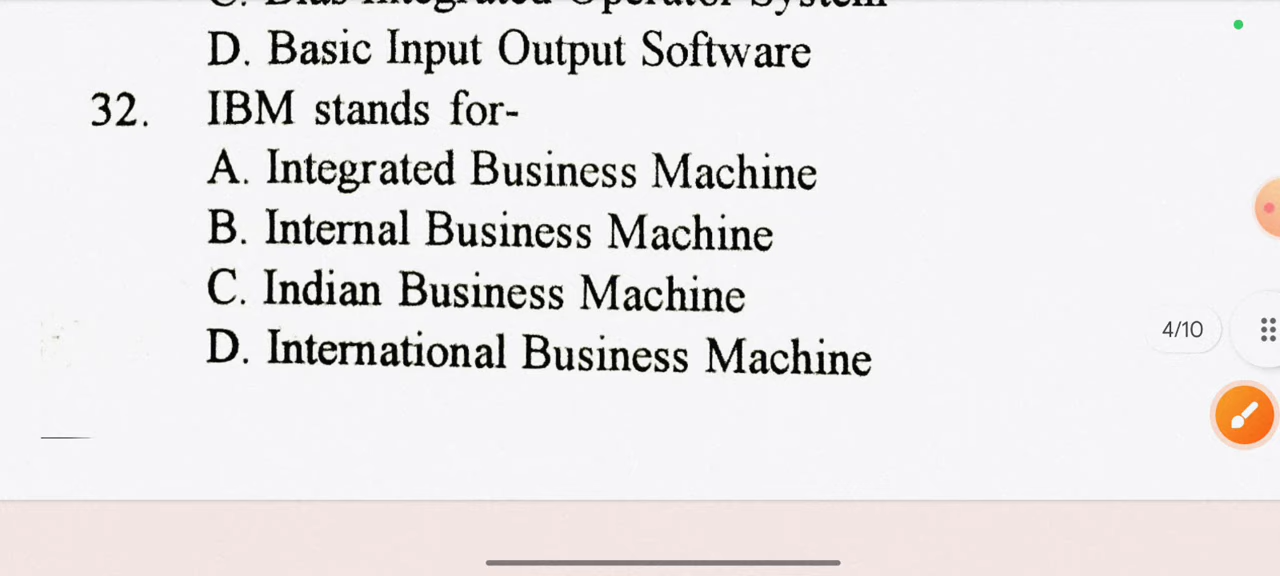 D. Basic Input Output Software
32. IBM stands for-
A. Integrated Business Machine
B. Internal Business Machine
C. Indian Business Machine
D. International Business Machine
4/10